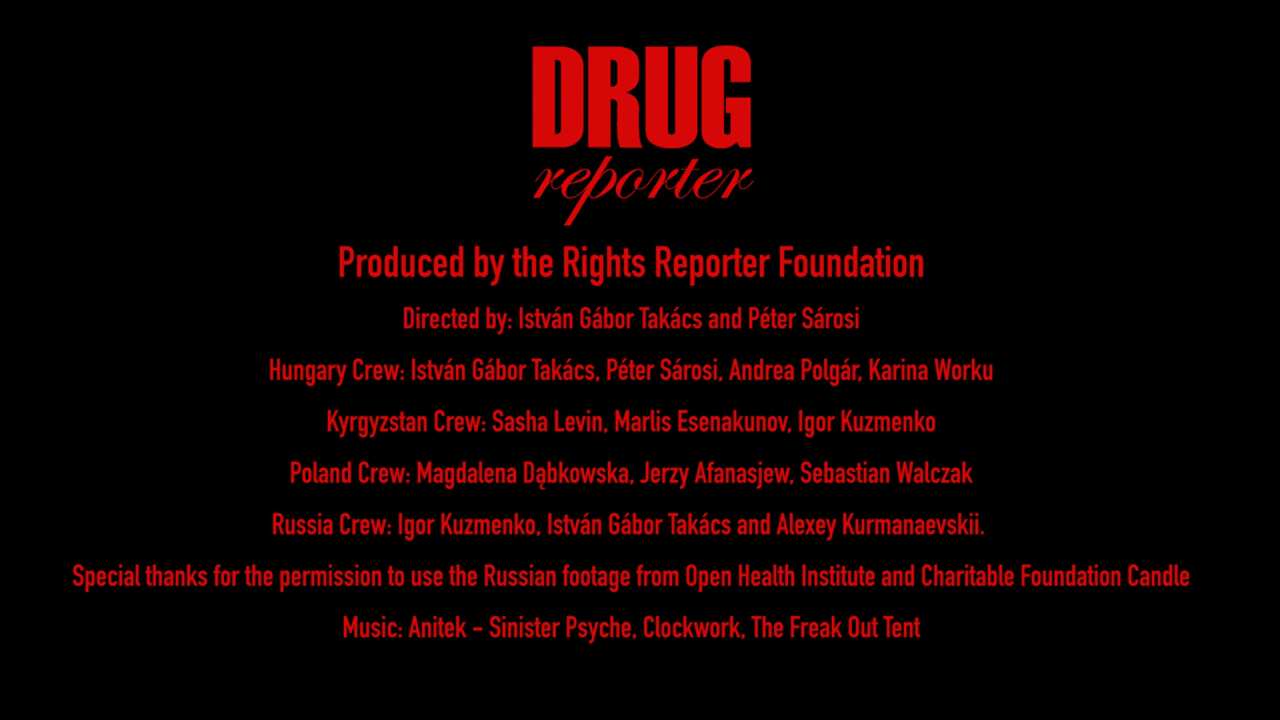 DRUG
reporter
Produced by the Rights Reporter Foundation
Directed by: István Gábor Takács and Péter Sárosi
Hungary Crew: István Gábor Takács, Péter Sárosi, Andrea Polgár, Karina Worku
Kyrgyzstan Crew: Sasha Levin, Marlis Esenakunov, Igor Kuzmenko
Poland Crew: Magdalena Dąbkowska, Jerzy Afanasjew, Sebastian Walczak
Russia Crew: Igor Kuzmenko, István Gábor Takács and Alexey Kurmanaevskii.
Special thanks for the permission to use the Russian footage from Open Health Institute and Charitable Foundation Candle
Music: Anitek - Sinister Psyche, Clockwork, The Freak Out Tent